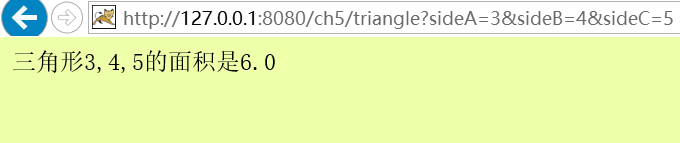 http://127.0.0.1:8080/ch5/triangle?sideA=3&sideB=4&sideC=5
三角形3,4,5的面积是6.0